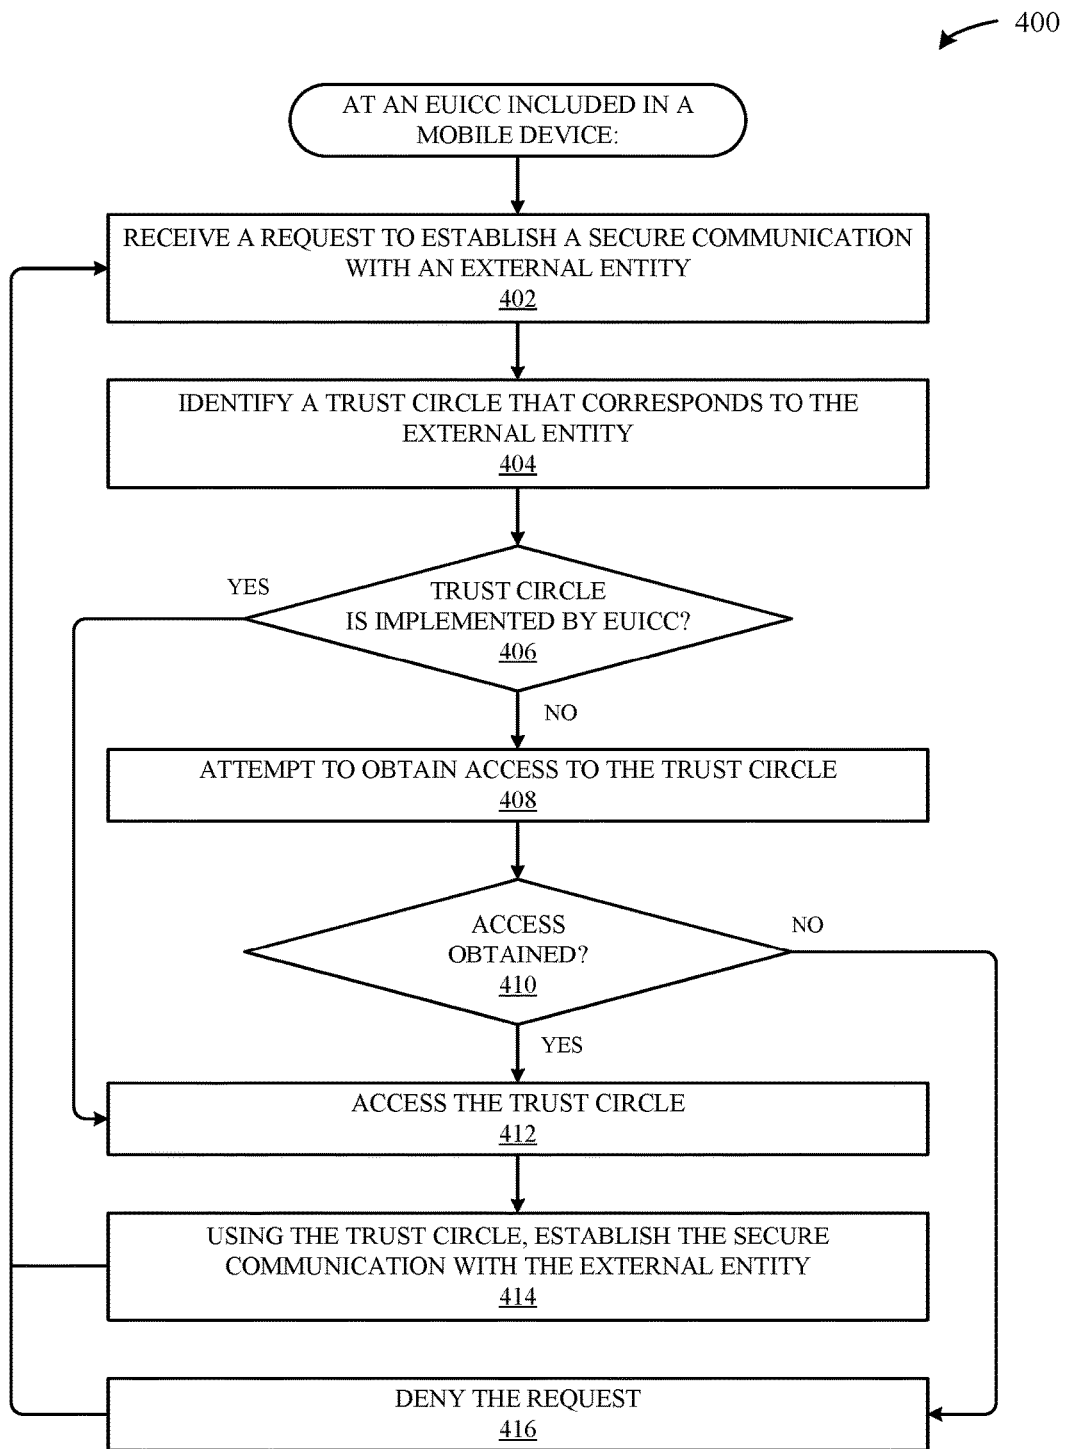 400
AT AN EUICC INCLUDED IN A
MOBILE DEVICE:
RECEIVE A REQUEST TO ESTABLISH A SECURE COMMUNICATION
WITH AN EXTERNAL ENTITY
402
IDENTIFY A TRUST CIRCLE THAT CORRESPONDS TO THE
EXTERNAL ENTITY
404
YES
TRUST CIRCLE
IS IMPLEMENTED BY EUICC?
406
NO
ATTEMPT TO OBTAIN ACCESS TO THE TRUST CIRCLE
408
ACCESS
OBTAINED?
410
NO
YES
ACCESS THE TRUST CIRCLE
412
USING THE TRUST CIRCLE, ESTABLISH THE SECURE
COMMUNICATION WITH THE EXTERNAL ENTITY
414
DENY THE REQUEST
416